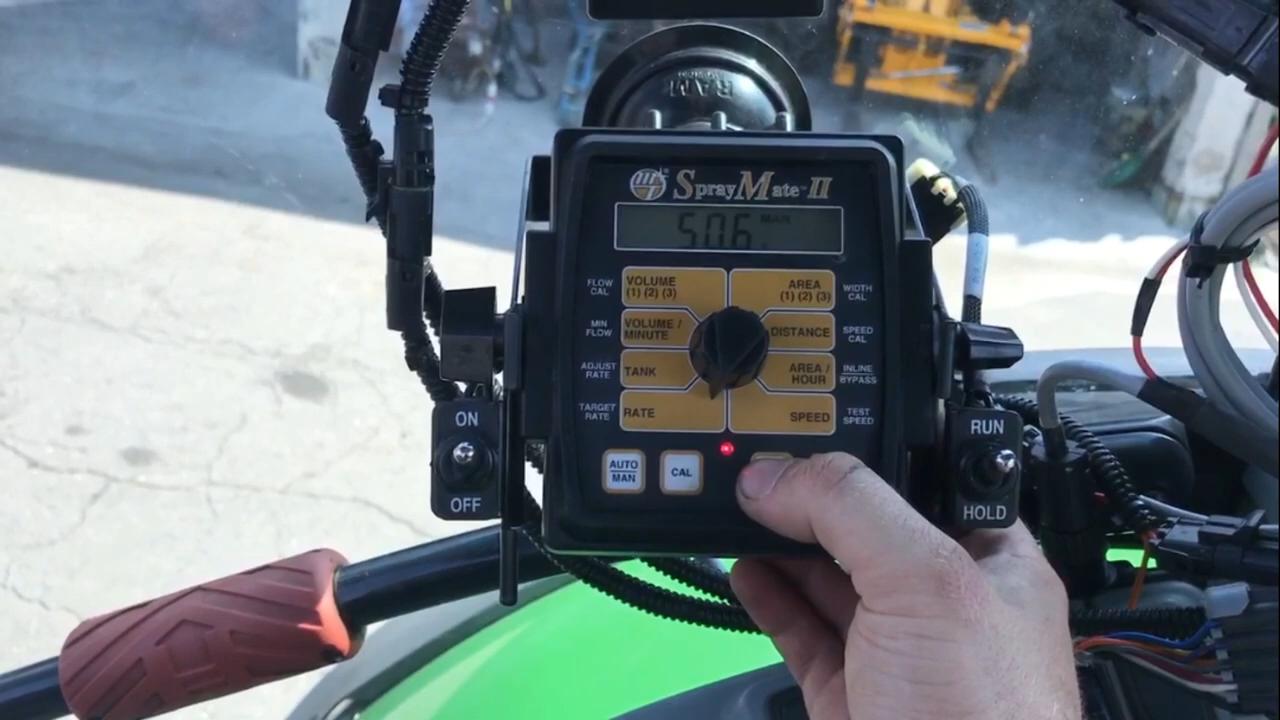 RAM
SprayMate™ II
506
MAN
FLOW CAL
VOLUME
(1) (2) (3)
AREA
(1) (2) (3)
WIDTH CAL
MIN FLOW
VOLUME /
MINUTE
DISTANCE
SPEED CAL
ADJUST RATE
TANK
AREA /
HOUR
INLINE
BYPASS
TARGET RATE
RATE
SPEED
TEST SPEED
ON
OFF
AUTO
MAN
CAL
RUN
HOLD